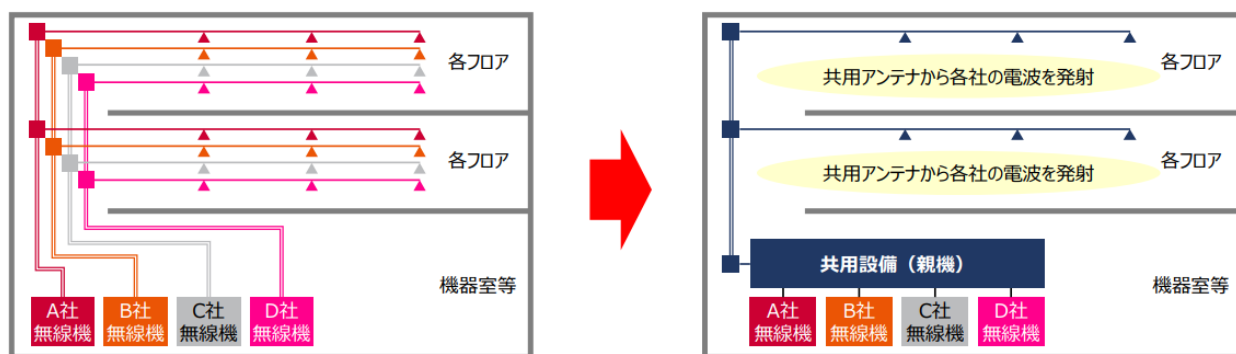 各フロア
各フロア
機器室等
A社
無線機
B社
無線機
C社
無線機
D社
無線機
各フロア
共用アンテナから各社の電波を発射
各フロア
共用アンテナから各社の電波を発射
共用設備（親機）
機器室等
A社
無線機
B社
無線機
C社
無線機
D社
無線機